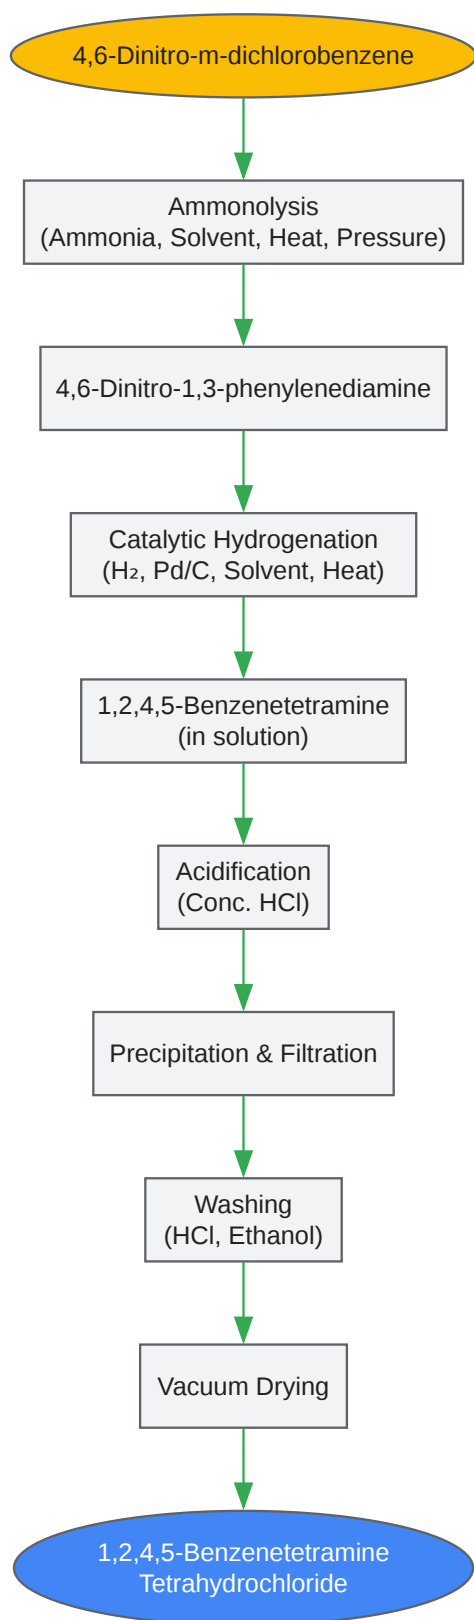 4,6-Dinitro-m-dichlorobenzene
Ammonolysis
(Ammonia, Solvent, Heat, Pressure)
4,6-Dinitro-1,3-phenylenediamine
Catalytic Hydrogenation
(H₂, Pd/C, Solvent, Heat)
1,2,4,5-Benzenetetramine
(in solution)
Acidification
(Conc. HCl)
Precipitation & Filtration
Washing
(HCl, Ethanol)
Vacuum Drying
1,2,4,5-Benzenetetramine
Tetrahydrochloride